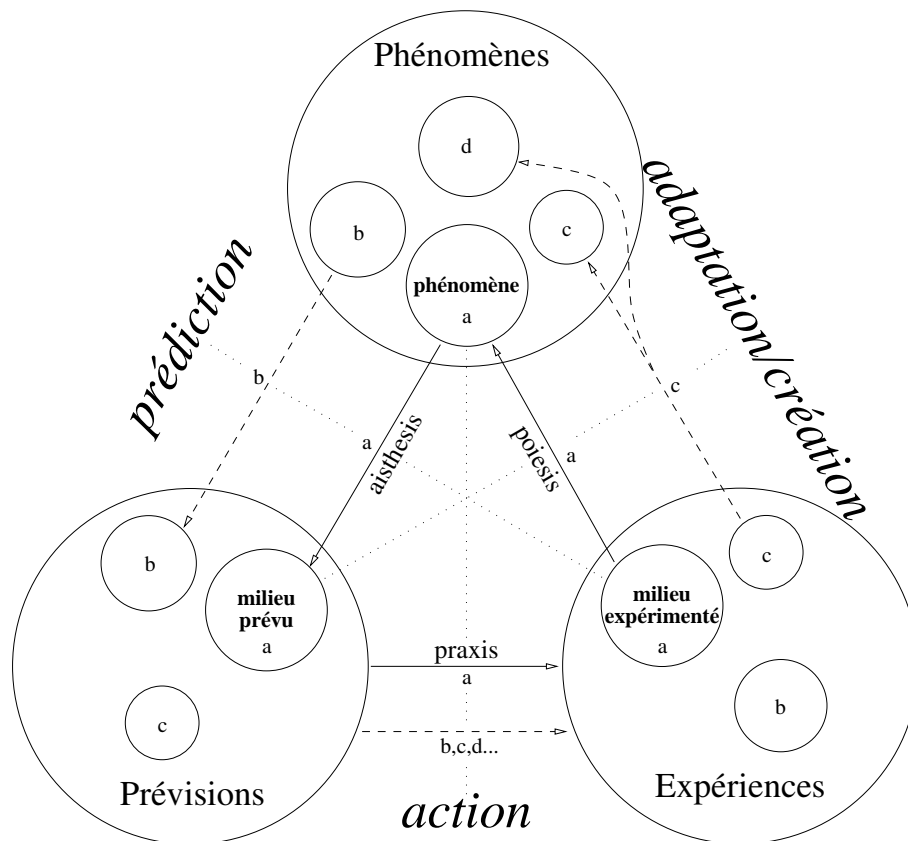 Phénomènes
d
b
c
phénomène
a
prédiction
adaptation/création
b
a
aisthesis
poiesis
a
c
b
milieu
prévu
a
c
Prévisions
praxis
a
b,c,d...
action
milieu
expérimenté
a
c
b
Expériences